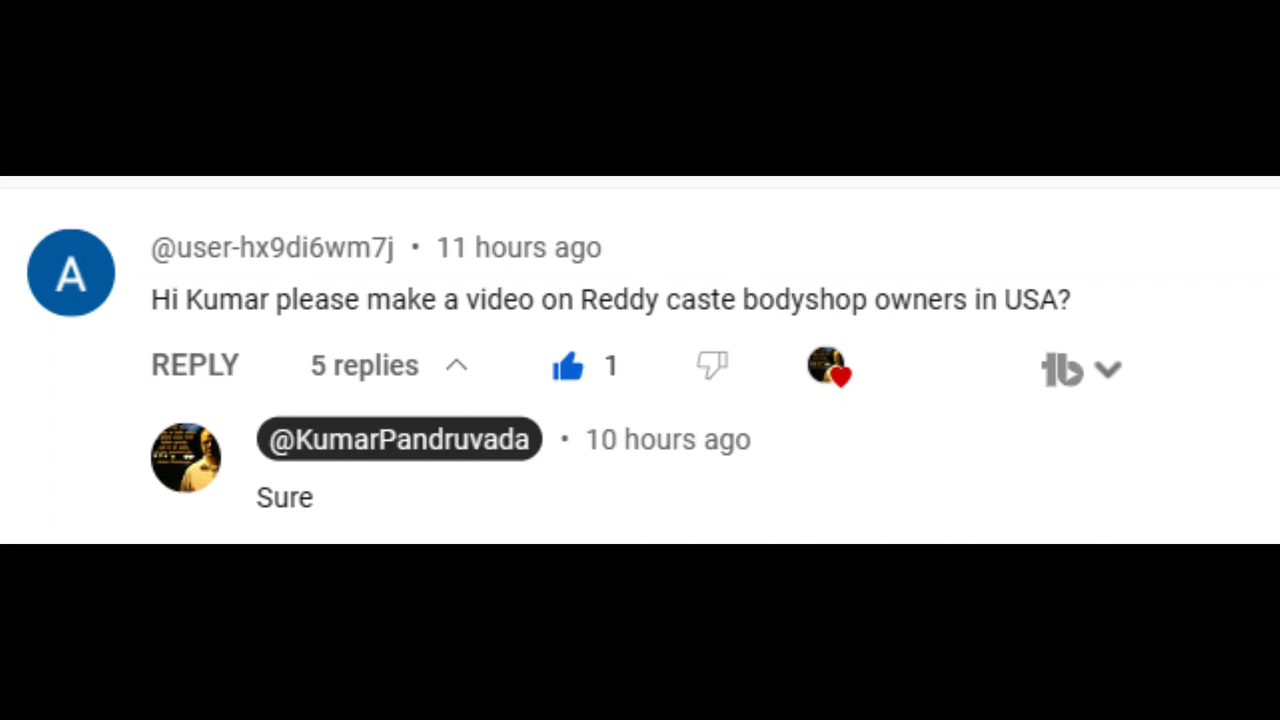 A
@user-hx9di6wm7j • 11 hours ago
Hi Kumar please make a video on Reddy caste bodyshop owners in USA?
REPLY 5 replies 1
@KumarPandruvada • 10 hours ago
Sure